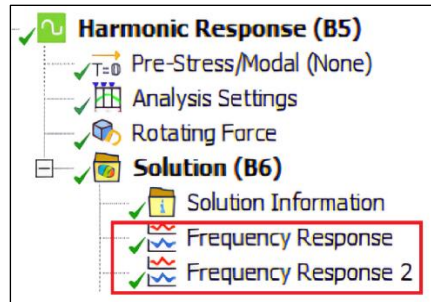 Harmonic Response (B5)
T=0 Pre-Stress/Modal (None)
Analysis Settings
Rotating Force
Solution (B6)
i Solution Information
Frequency Response
Frequency Response 2